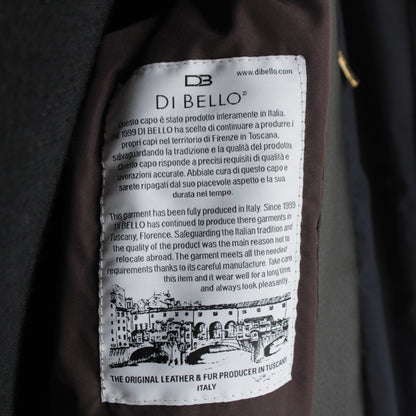 DB
www.dibello.com
DI BELLO®
Questo capo è stato prodotto interamente in Italia.
Dal 1999 DI BELLO ha scelto di continuare a produrre i
propri capi nel territorio di Firenze in Toscana,
salvaguardando la tradizione e la qualità del prodotto.
Questo capo risponde a precisi requisiti di qualità e
lavorazioni accurate. Abbiate cura di questo capo e
sarete ripagati dal suo piacevole aspetto e la sua
durata nel tempo.
This garment has been fully produced in Italy. Since 1999
DI BELLO has continued to produce there garments in
Tuscany, Florence. Safeguarding the Italian tradition and
the quality of the product was the main reason not to
relocate abroad. The garment meets all the needed
requirements thanks to its careful manufacture. Take care
this item and it wear well for a long time,
and always look pleasantly.
THE ORIGINAL LEATHER & FUR PRODUCER IN TUSCANY
ITALY